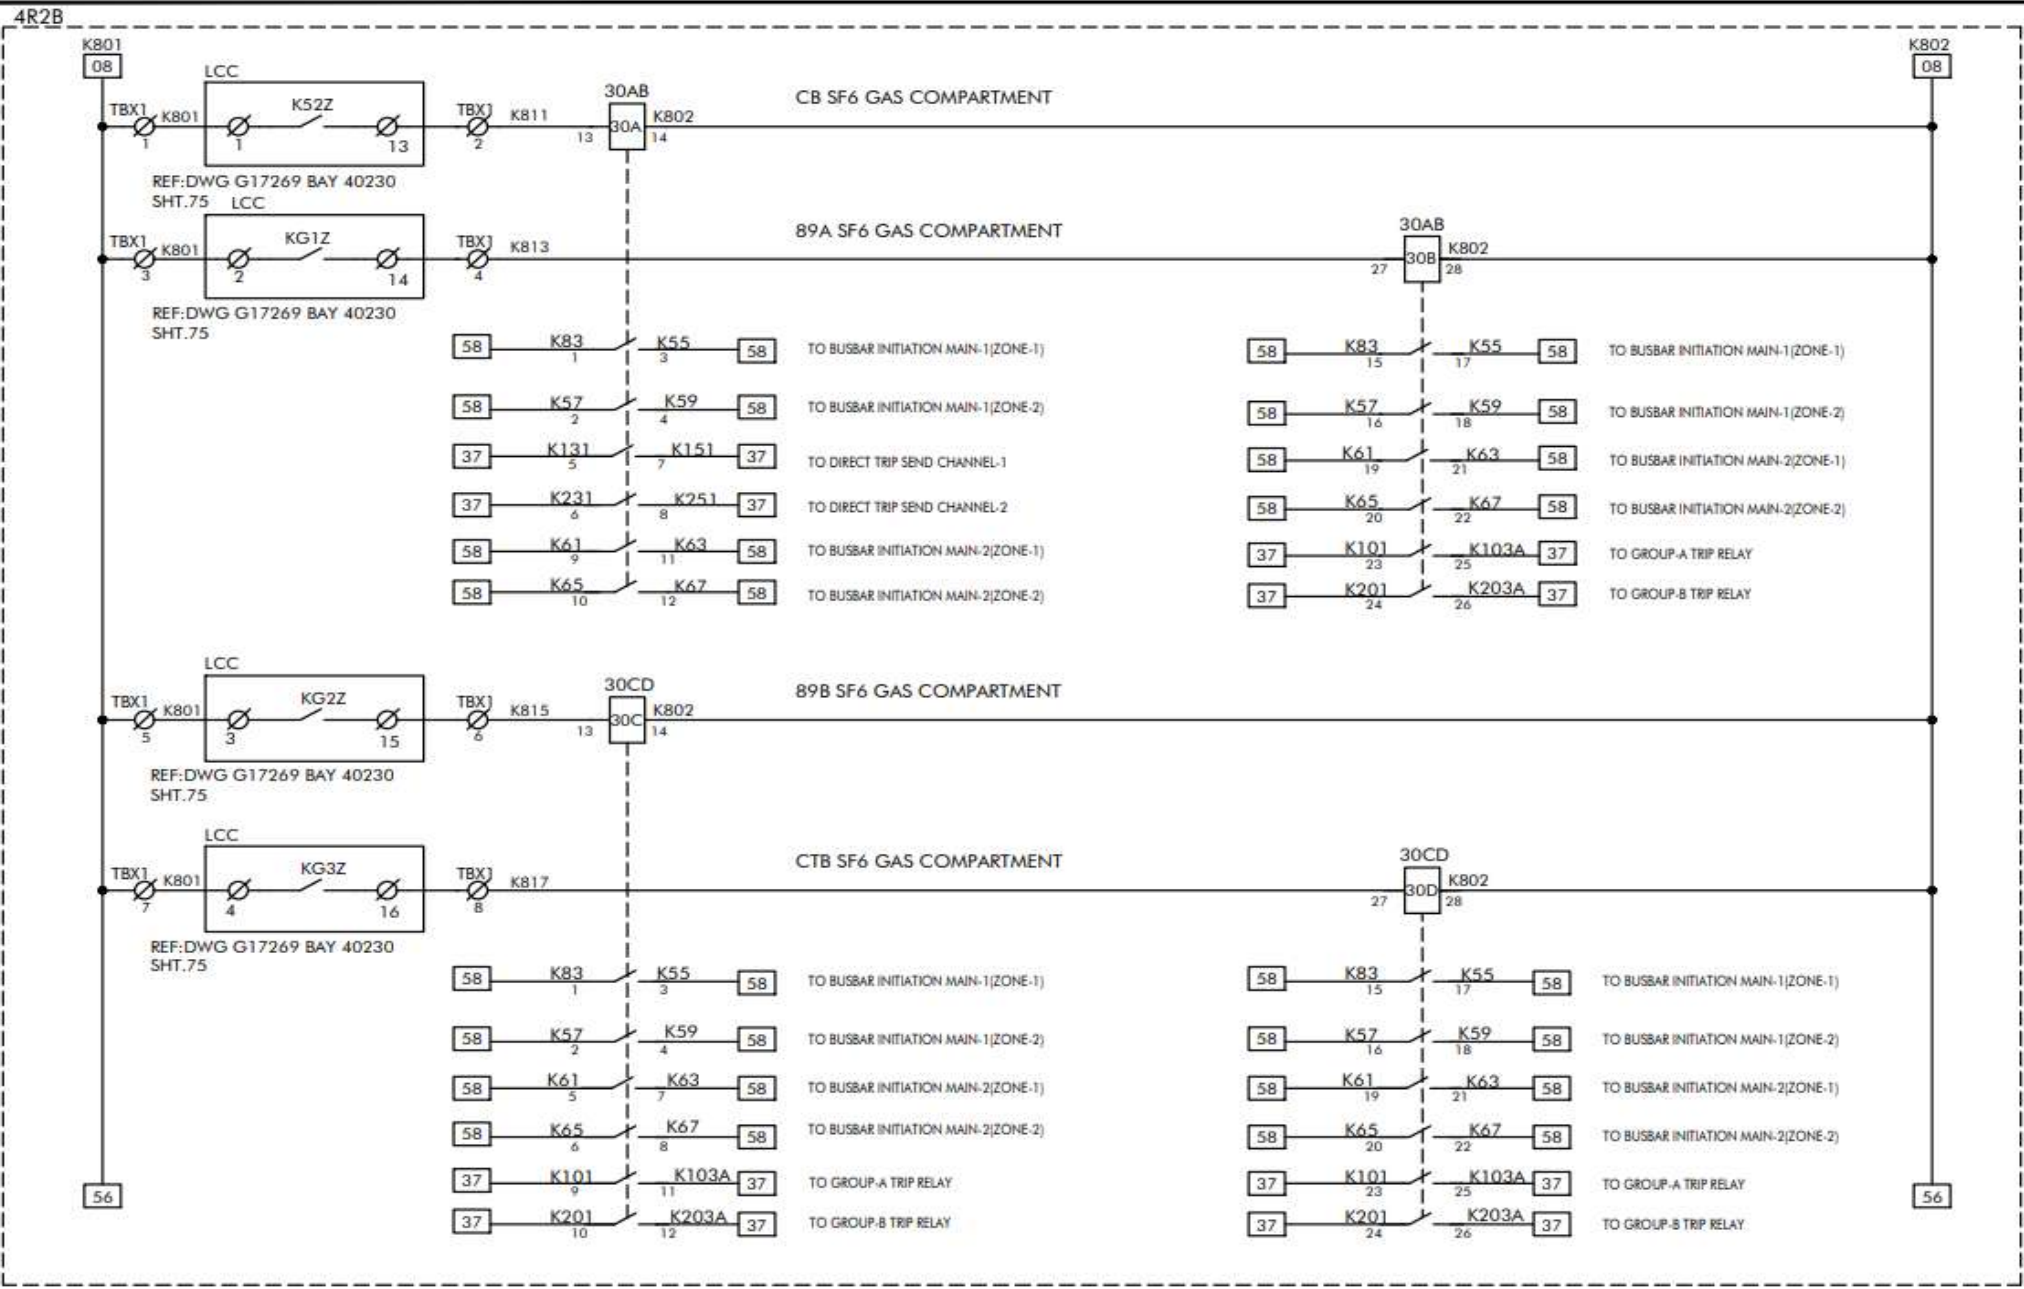 4R2B
K801
08
K802
08
LCC
30AB
CB SF6 GAS COMPARTMENT
TBX1 K801 K52Z TBX1 K811 30A K802
1 1 13 2 13 14
REF:DWG G17269 BAY 40230
SHT.75
LCC
89A SF6 GAS COMPARTMENT
30AB
TBX1 K801 KG1Z TBX1 K813 30B K802
3 2 14 4 27 28
REF:DWG G17269 BAY 40230
SHT.75
58 K83 K55 58 TO BUSBAR INITIATION MAIN-1(ZONE-1)
1 3
58 K83 K55 58 TO BUSBAR INITIATION MAIN-1(ZONE-1)
15 17
58 K57 K59 58 TO BUSBAR INITIATION MAIN-1(ZONE-2)
2 4
58 K57 K59 58 TO BUSBAR INITIATION MAIN-1(ZONE-2)
16 18
37 K131 K151 37 TO DIRECT TRIP SEND CHANNEL-1
5 7
58 K61 K63 58 TO BUSBAR INITIATION MAIN-2(ZONE-1)
19 21
37 K231 K251 37 TO DIRECT TRIP SEND CHANNEL-2
6 8
58 K65 K67 58 TO BUSBAR INITIATION MAIN-2(ZONE-2)
20 22
58 K61 K63 58 TO BUSBAR INITIATION MAIN-2(ZONE-1)
9 11
37 K101 K103A 37 TO GROUP-A TRIP RELAY
23 25
58 K65 K67 58 TO BUSBAR INITIATION MAIN-2(ZONE-2)
10 12
37 K201 K203A 37 TO GROUP-B TRIP RELAY
24 26
LCC
30CD
89B SF6 GAS COMPARTMENT
TBX1 K801 KG2Z TBX1 K815 30C K802
5 3 15 6 13 14
REF:DWG G17269 BAY 40230
SHT.75
LCC
CTB SF6 GAS COMPARTMENT
30CD
TBX1 K801 KG3Z TBX1 K817 30D K802
7 4 16 8 27 28
REF:DWG G17269 BAY 40230
SHT.75
58 K83 K55 58 TO BUSBAR INITIATION MAIN-1(ZONE-1)
1 3
58 K83 K55 58 TO BUSBAR INITIATION MAIN-1(ZONE-1)
15 17
58 K57 K59 58 TO BUSBAR INITIATION MAIN-1(ZONE-2)
2 4
58 K57 K59 58 TO BUSBAR INITIATION MAIN-1(ZONE-2)
16 18
58 K61 K63 58 TO BUSBAR INITIATION MAIN-2(ZONE-1)
5 7
58 K61 K63 58 TO BUSBAR INITIATION MAIN-2(ZONE-1)
19 21
58 K65 K67 58 TO BUSBAR INITIATION MAIN-2(ZONE-2)
6 8
58 K65 K67 58 TO BUSBAR INITIATION MAIN-2(ZONE-2)
20 22
37 K101 K103A 37 TO GROUP-A TRIP RELAY
9 11
37 K101 K103A 37 TO GROUP-A TRIP RELAY
23 25
37 K201 K203A 37 TO GROUP-B TRIP RELAY
10 12
37 K201 K203A 37 TO GROUP-B TRIP RELAY
24 26
56
56